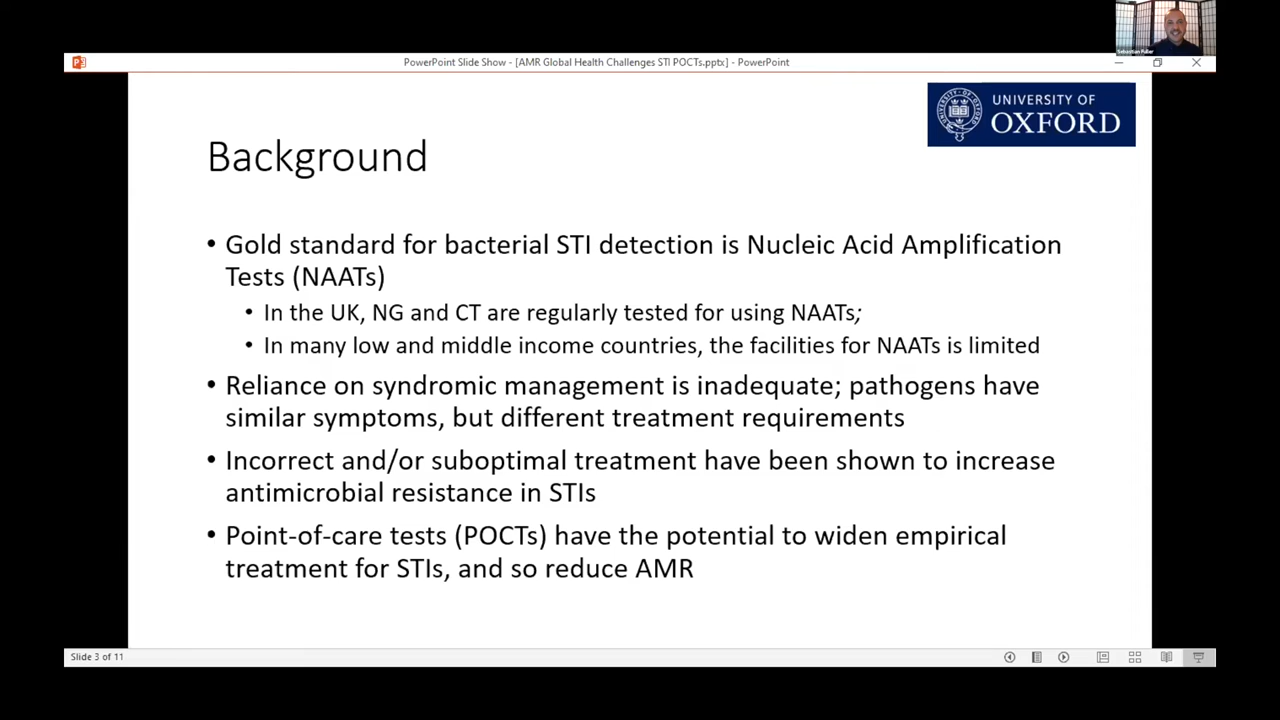 Sebastian Fuller
PowerPoint Slide Show - [AMR Global Health Challenges STI POCTs.pptx] - PowerPoint
UNIVERSITY OF
OXFORD
Background
• Gold standard for bacterial STI detection is Nucleic Acid Amplification
Tests (NAATs)
• In the UK, NG and CT are regularly tested for using NAATs;
• In many low and middle income countries, the facilities for NAATs is limited
• Reliance on syndromic management is inadequate; pathogens have
similar symptoms, but different treatment requirements
• Incorrect and/or suboptimal treatment have been shown to increase
antimicrobial resistance in STIs
• Point-of-care tests (POCTs) have the potential to widen empirical
treatment for STIs, and so reduce AMR
Slide 3 of 11